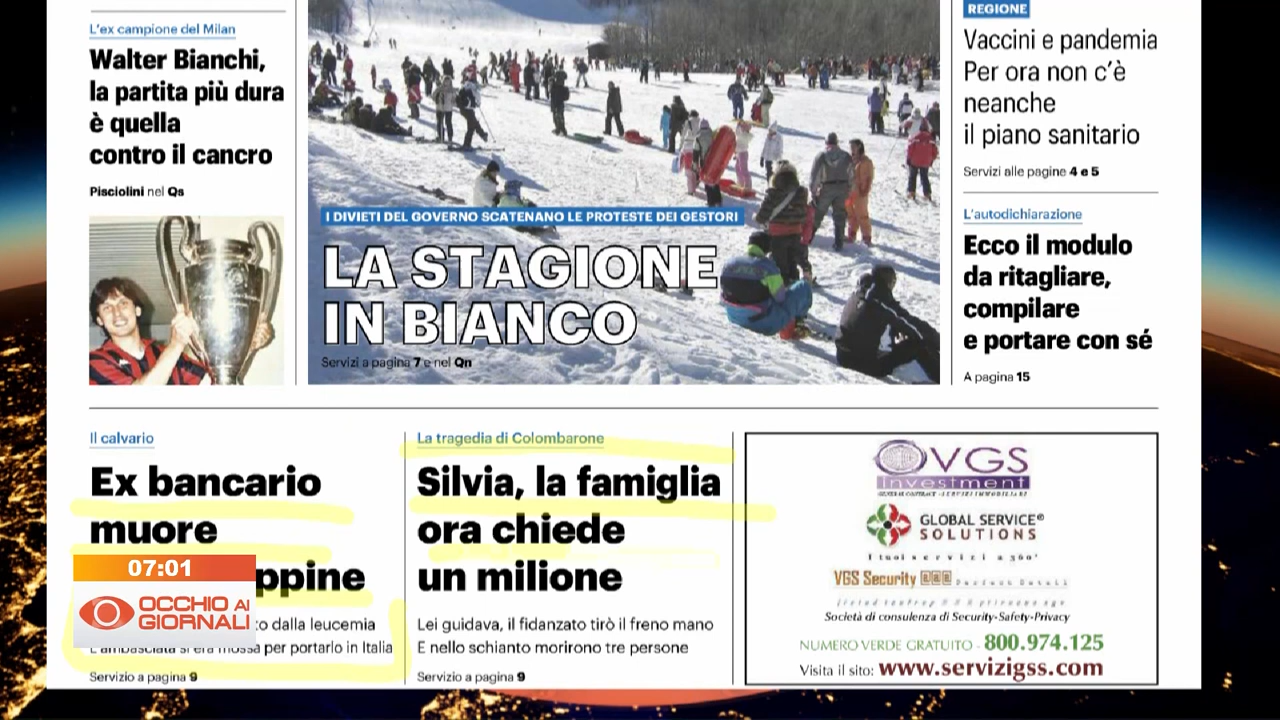 L'ex campione del Milan
Walter Bianchi,
la partita più dura
è quella
contro il cancro
Pisciolini nel Qs
I DIVIETI DEL GOVERNO SCATENANO LE PROTESTE DEI GESTORI
LA STAGIONE
IN BIANCO
Servizi a pagina 7 e nel Qn
REGIONE
Vaccini e pandemia
Per ora non c'è
neanche
il piano sanitario
Servizi alle pagine 4 e 5
L'autodichiarazione
Ecco il modulo
da ritagliare,
compilare
e portare con sé
A pagina 15
Il calvario
Ex bancario
muore
ppine
o dalla leucemia
L'ambasciata si era mossa per portarlo in Italia
Servizio a pagina 9
07:01
OCCHIO AI
GIORNALI
La tragedia di Colombarone
Silvia, la famiglia
ora chiede
un milione
Lei guidava, il fidanzato tirò il freno mano
E nello schianto morirono tre persone
Servizio a pagina 9
VGS
investment
GLOBAL SERVICE®
SOLUTIONS
I tuoi servizi a 360°
VGS Security @@@
Società di consulenza di Security-Safety-Privacy
NUMERO VERDE GRATUITO - 800.974.125
Visita il sito: www.servizigss.com